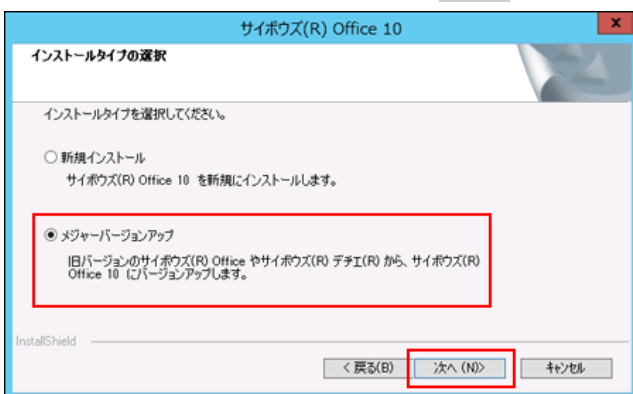 サイボウズ(R) Office 10
x
インストールタイプの選択
インストールタイプを選択してください。
新規インストール
サイボウズ(R) Office 10 を新規にインストールします。
メジャーバージョンアップ
旧バージョンのサイボウズ(R) Office やサイボウズ(R) デヂエ(R) から、サイボウズ(R)
Office 10 にバージョンアップします。
InstallShield
< 戻る(B)
次へ (N)>
キャンセル